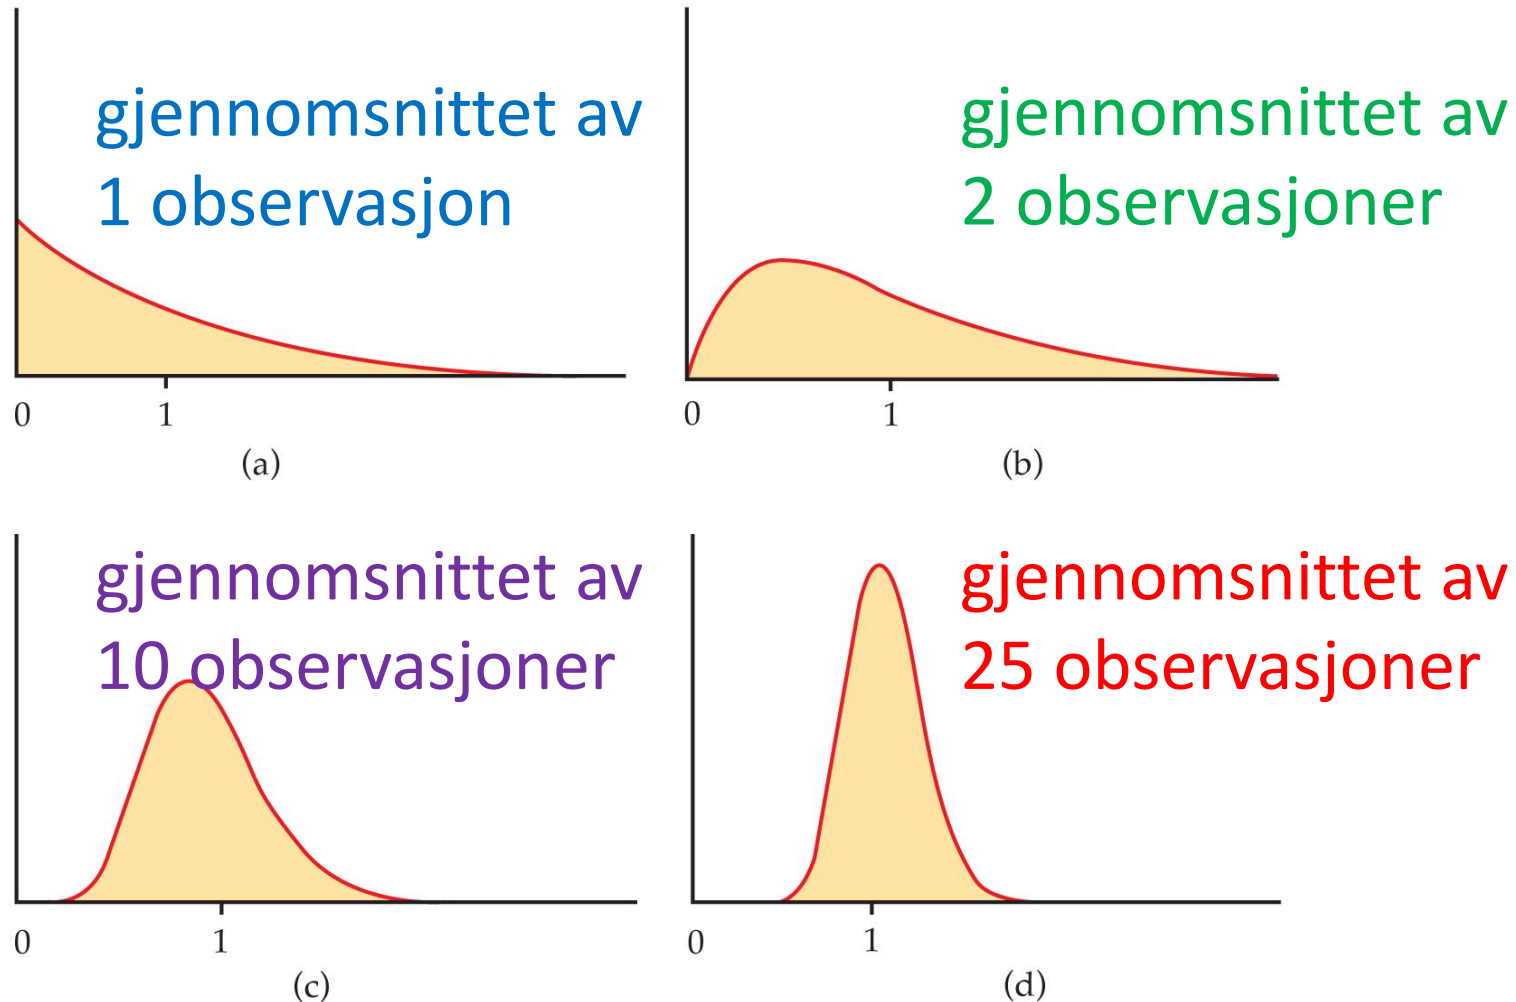 gjennomsnittet av
1 observasjon
0 1
(a)
gjennomsnittet av
2 observasjoner
0 1
(b)
gjennomsnittet av
10 observasjoner
0 1
(c)
gjennomsnittet av
25 observasjoner
0 1
(d)